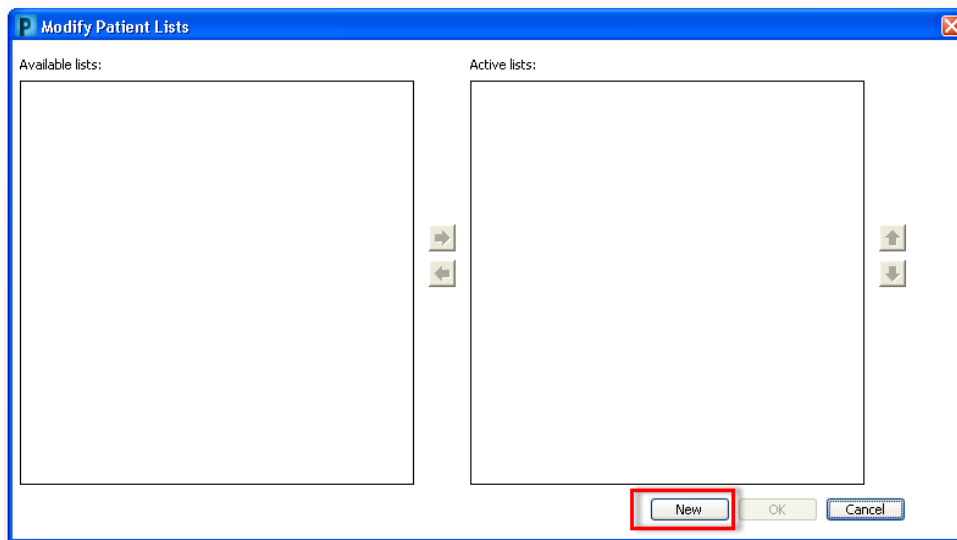 P Modify Patient Lists
Available lists:
Active lists:
New
OK
Cancel